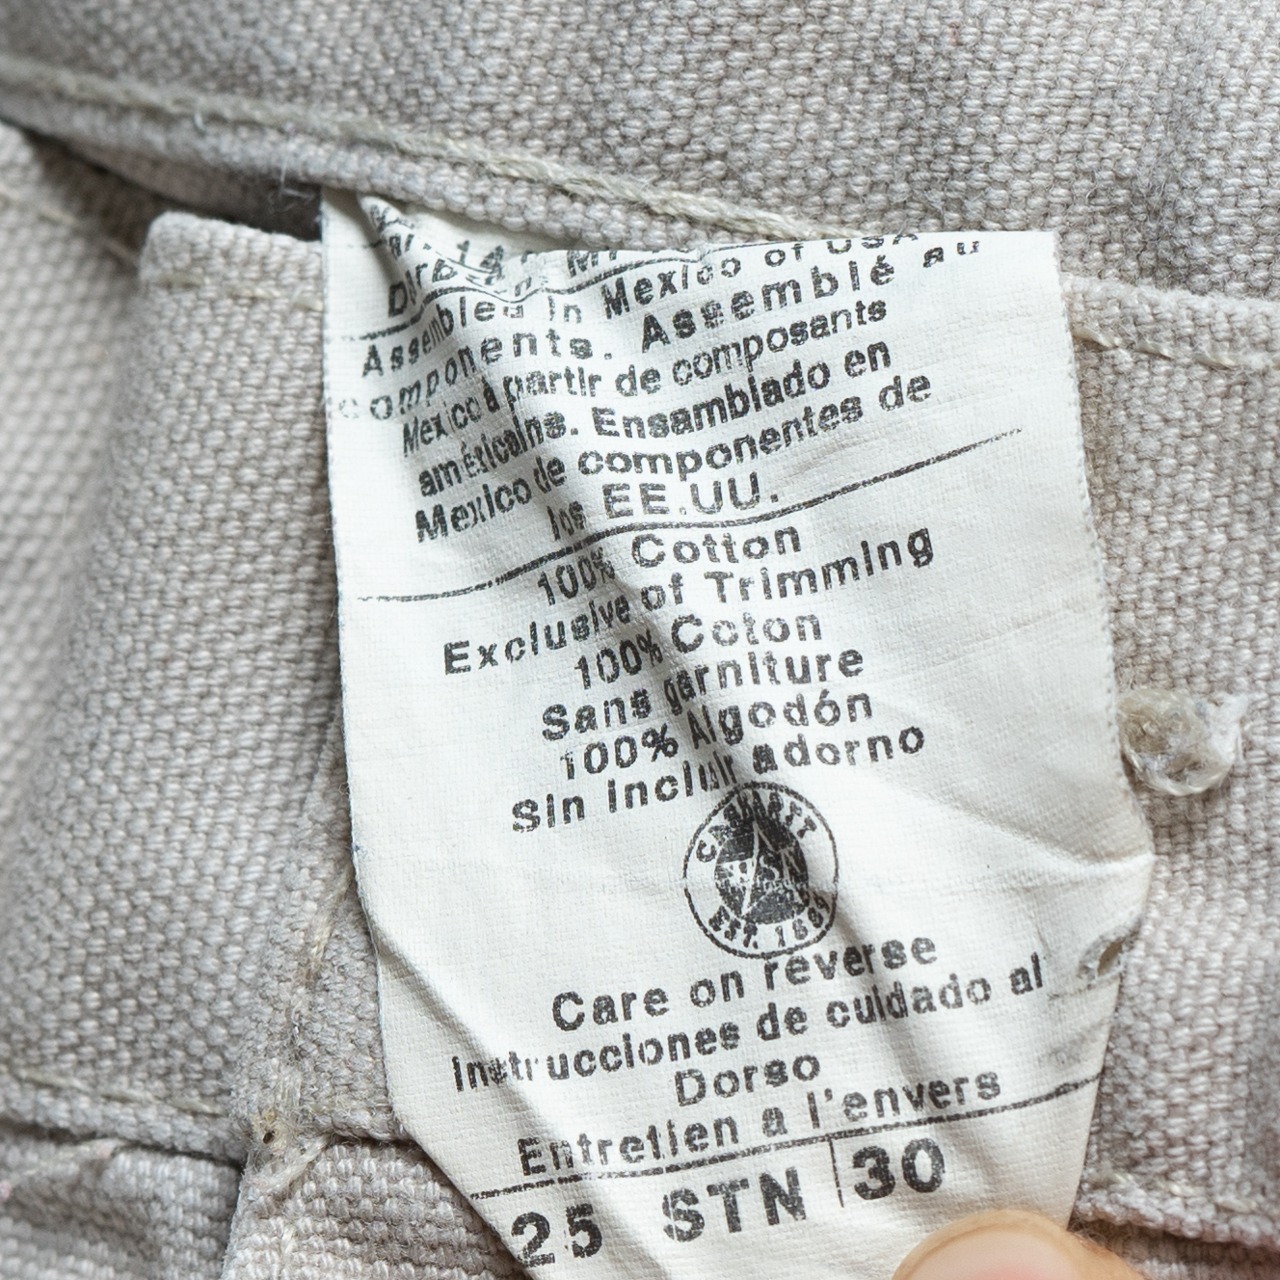 Assembled in Mexico of USA
components. Assemblé au
Mexico à partir de composants
américains. Ensamblado en
Mexico de componentes de
los EE.UU.
100% Cotton
Exclusive of Trimming
100% Coton
Sans garniture
100% Algodón
Sin incluir adorno
CARHARTT
EST. 1889
Care on reverse
Instrucciones de cuidado al
Dorso
Entretien a l'envers
25 STN 30